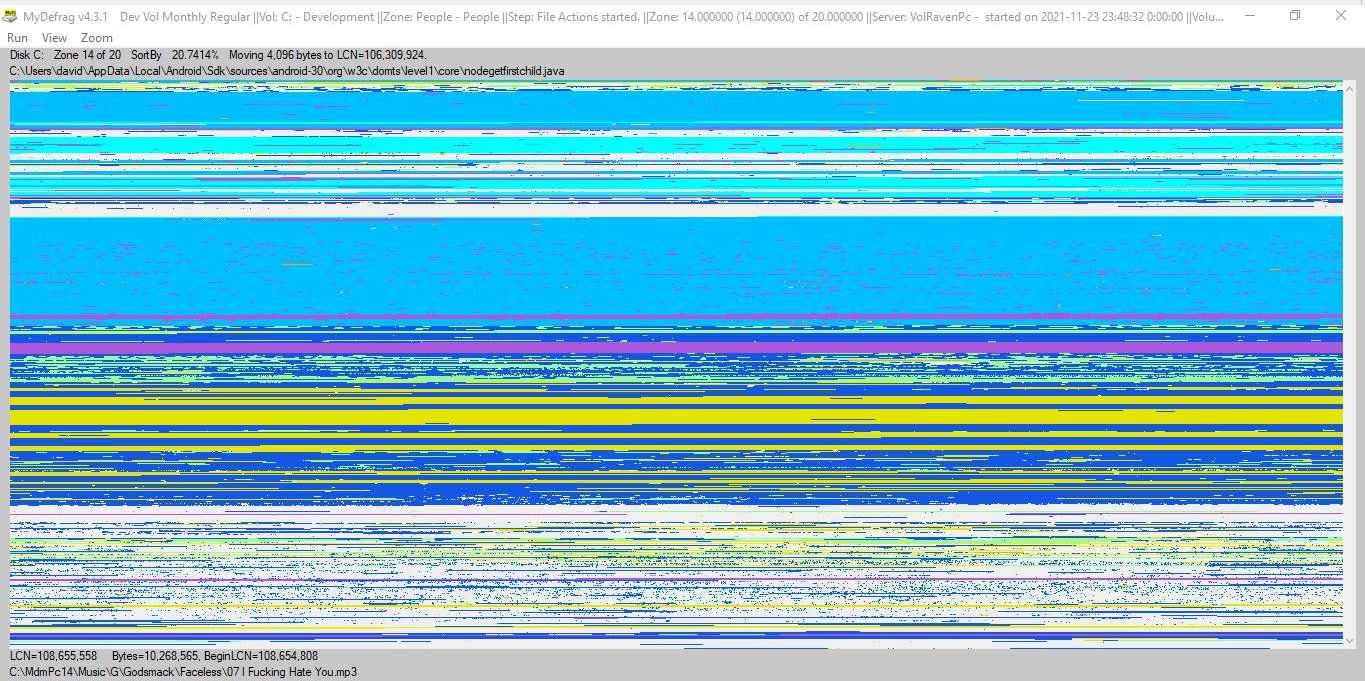 MyDefrag v4.3.1 Dev Vol Monthly Regular ||Vol: C: - Development ||Zone: People - People ||Step: File Actions started. ||Zone: 14.000000 (14.000000) of 20.000000 ||Server: VolRavenPc - started on 2021-11-23 23:48:32 0:00:00 ||Volu...
Run View Zoom
Disk C: Zone 14 of 20 SortBy 20.7414% Moving 4,096 bytes to LCN=106,309,924.
C:\Users\david\AppData\Local\Android\Sdk\sources\android-30\org\w3c\domts\level1\core\nodegetfirstchild.java
LCN=108,655,558 Bytes=10,268,565, BeginLCN=108,654,808
C:\MdmPc14\Music\G\Godsmack\Faceless\07 I Fucking Hate You.mp3